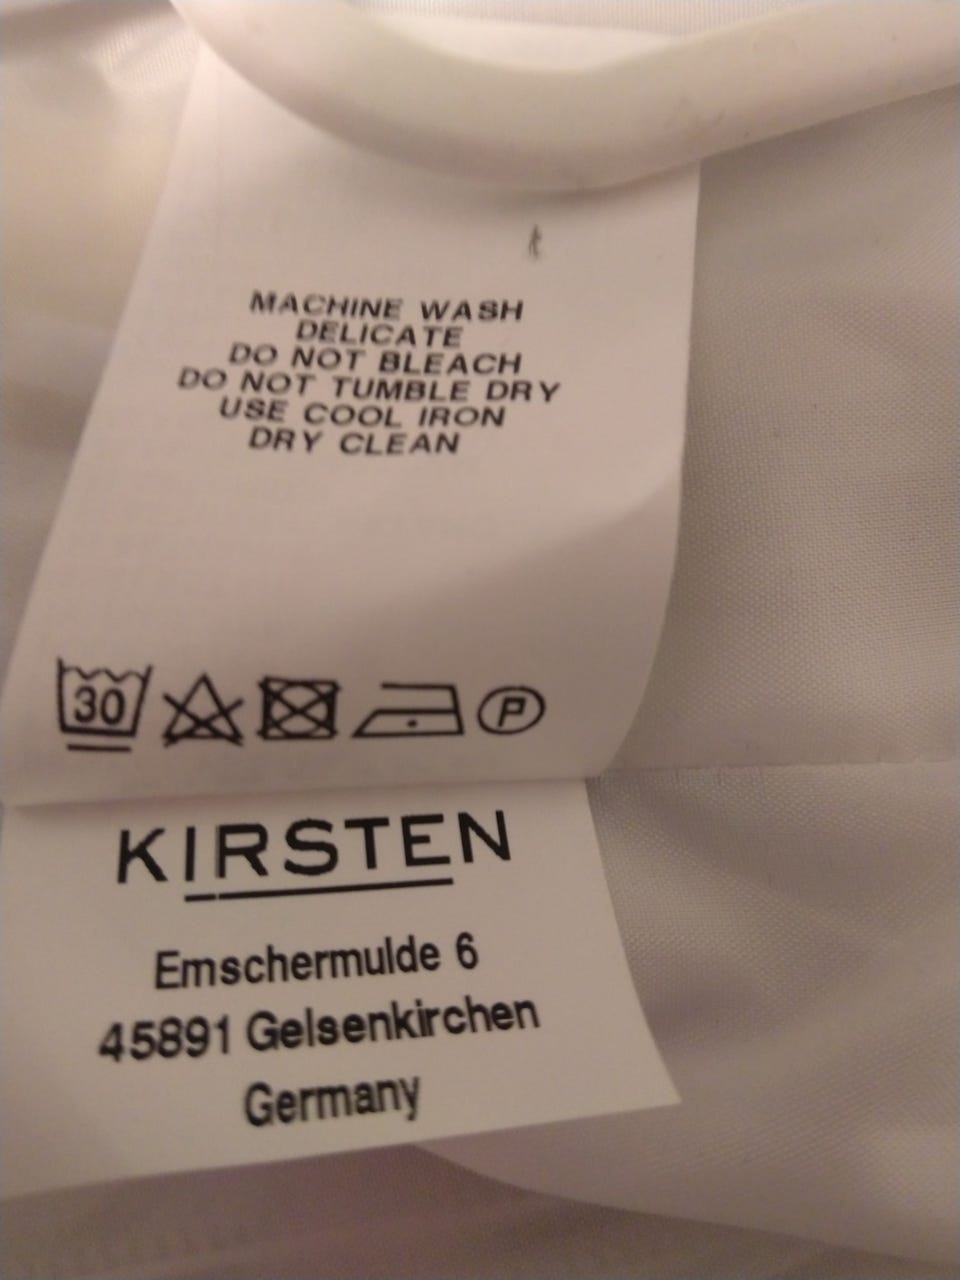 MACHINE WASH
DELICATE
DO NOT BLEACH
DO NOT TUMBLE DRY
USE COOL IRON
DRY CLEAN
30 P
KIRSTEN
Emschermulde 6
45891 Gelsenkirchen
Germany